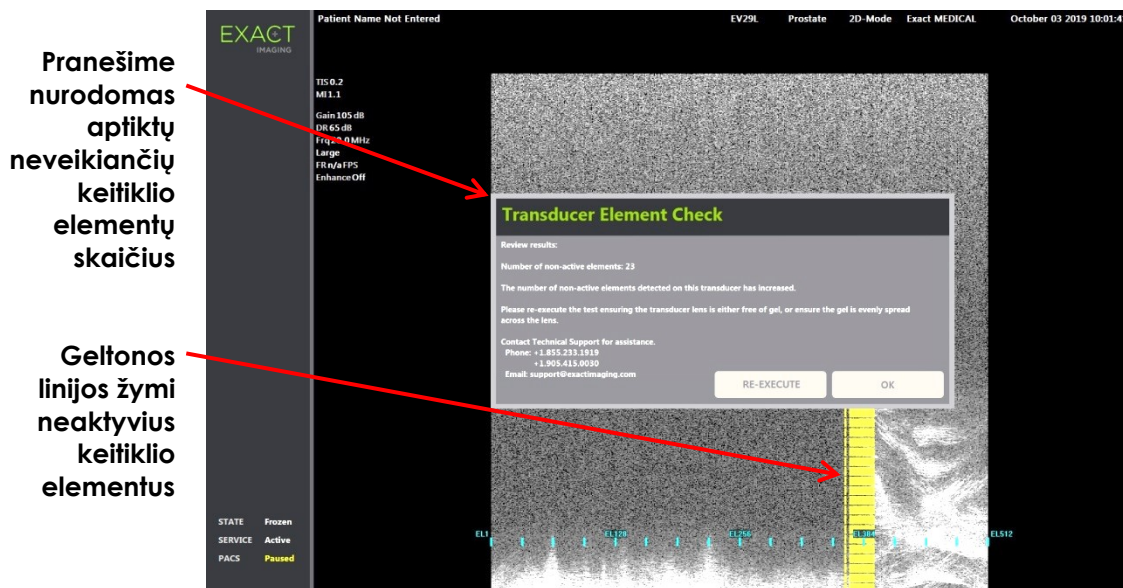 EXACT
IMAGING
Patient Name Not Entered
EV29L Prostate 2D-Mode Exact MEDICAL October 03 2019 10:01:4
Pranešime
nurodomas
aptiktų
neveikiančių
keitiklio
elementų
skaičius
TIS 0.2
MI 1.1
Gain 105 dB
DR 65 dB
Frq 29.0 MHz
Large
FR n/a FPS
Enhance Off
Transducer Element Check
Review results:
Number of non-active elements: 23
The number of non-active elements detected on this transducer has increased.
Please re-execute the test ensuring the transducer lens is either free of gel, or ensure the gel is evenly spread
across the lens.
Contact Technical Support for assistance.
Phone: +1.855.233.1919
+1.905.415.0030
Email: support@exactimaging.com
RE-EXECUTE OK
Geltonos
linijos žymi
neaktyvius
keitiklio
elementus
STATE Frozen
SERVICE Active
PACS Paused
EL1 EL128 EL256 EL384 EL512